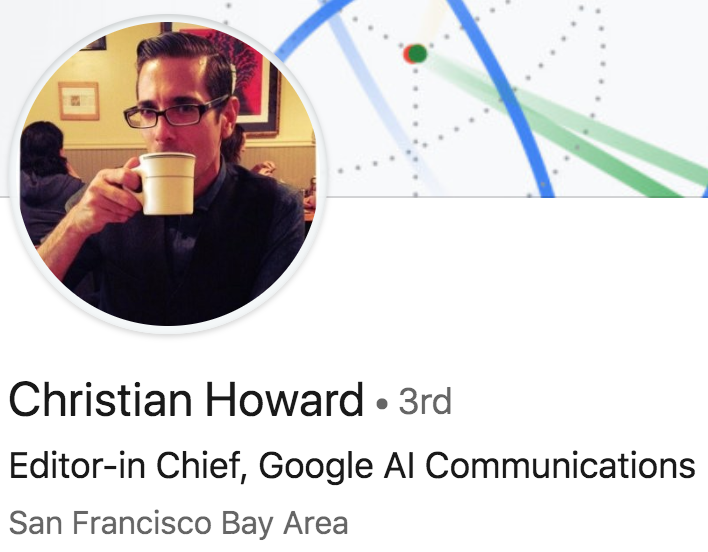 Christian Howard • 3rd
Editor-in Chief, Google AI Communications
San Francisco Bay Area